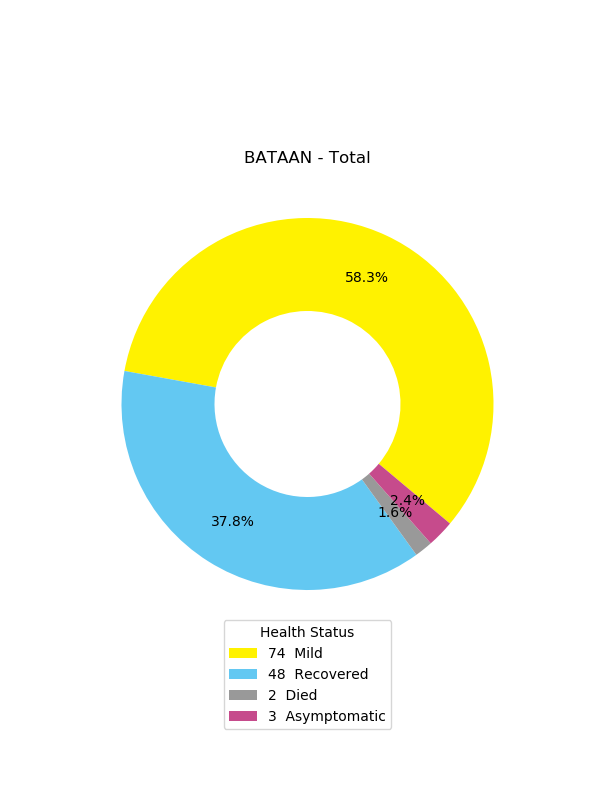 BATAAN - Total
58.3%
2.4%
1.6%
37.8%
Health Status
74 Mild
48 Recovered
2 Died
3 Asymptomatic